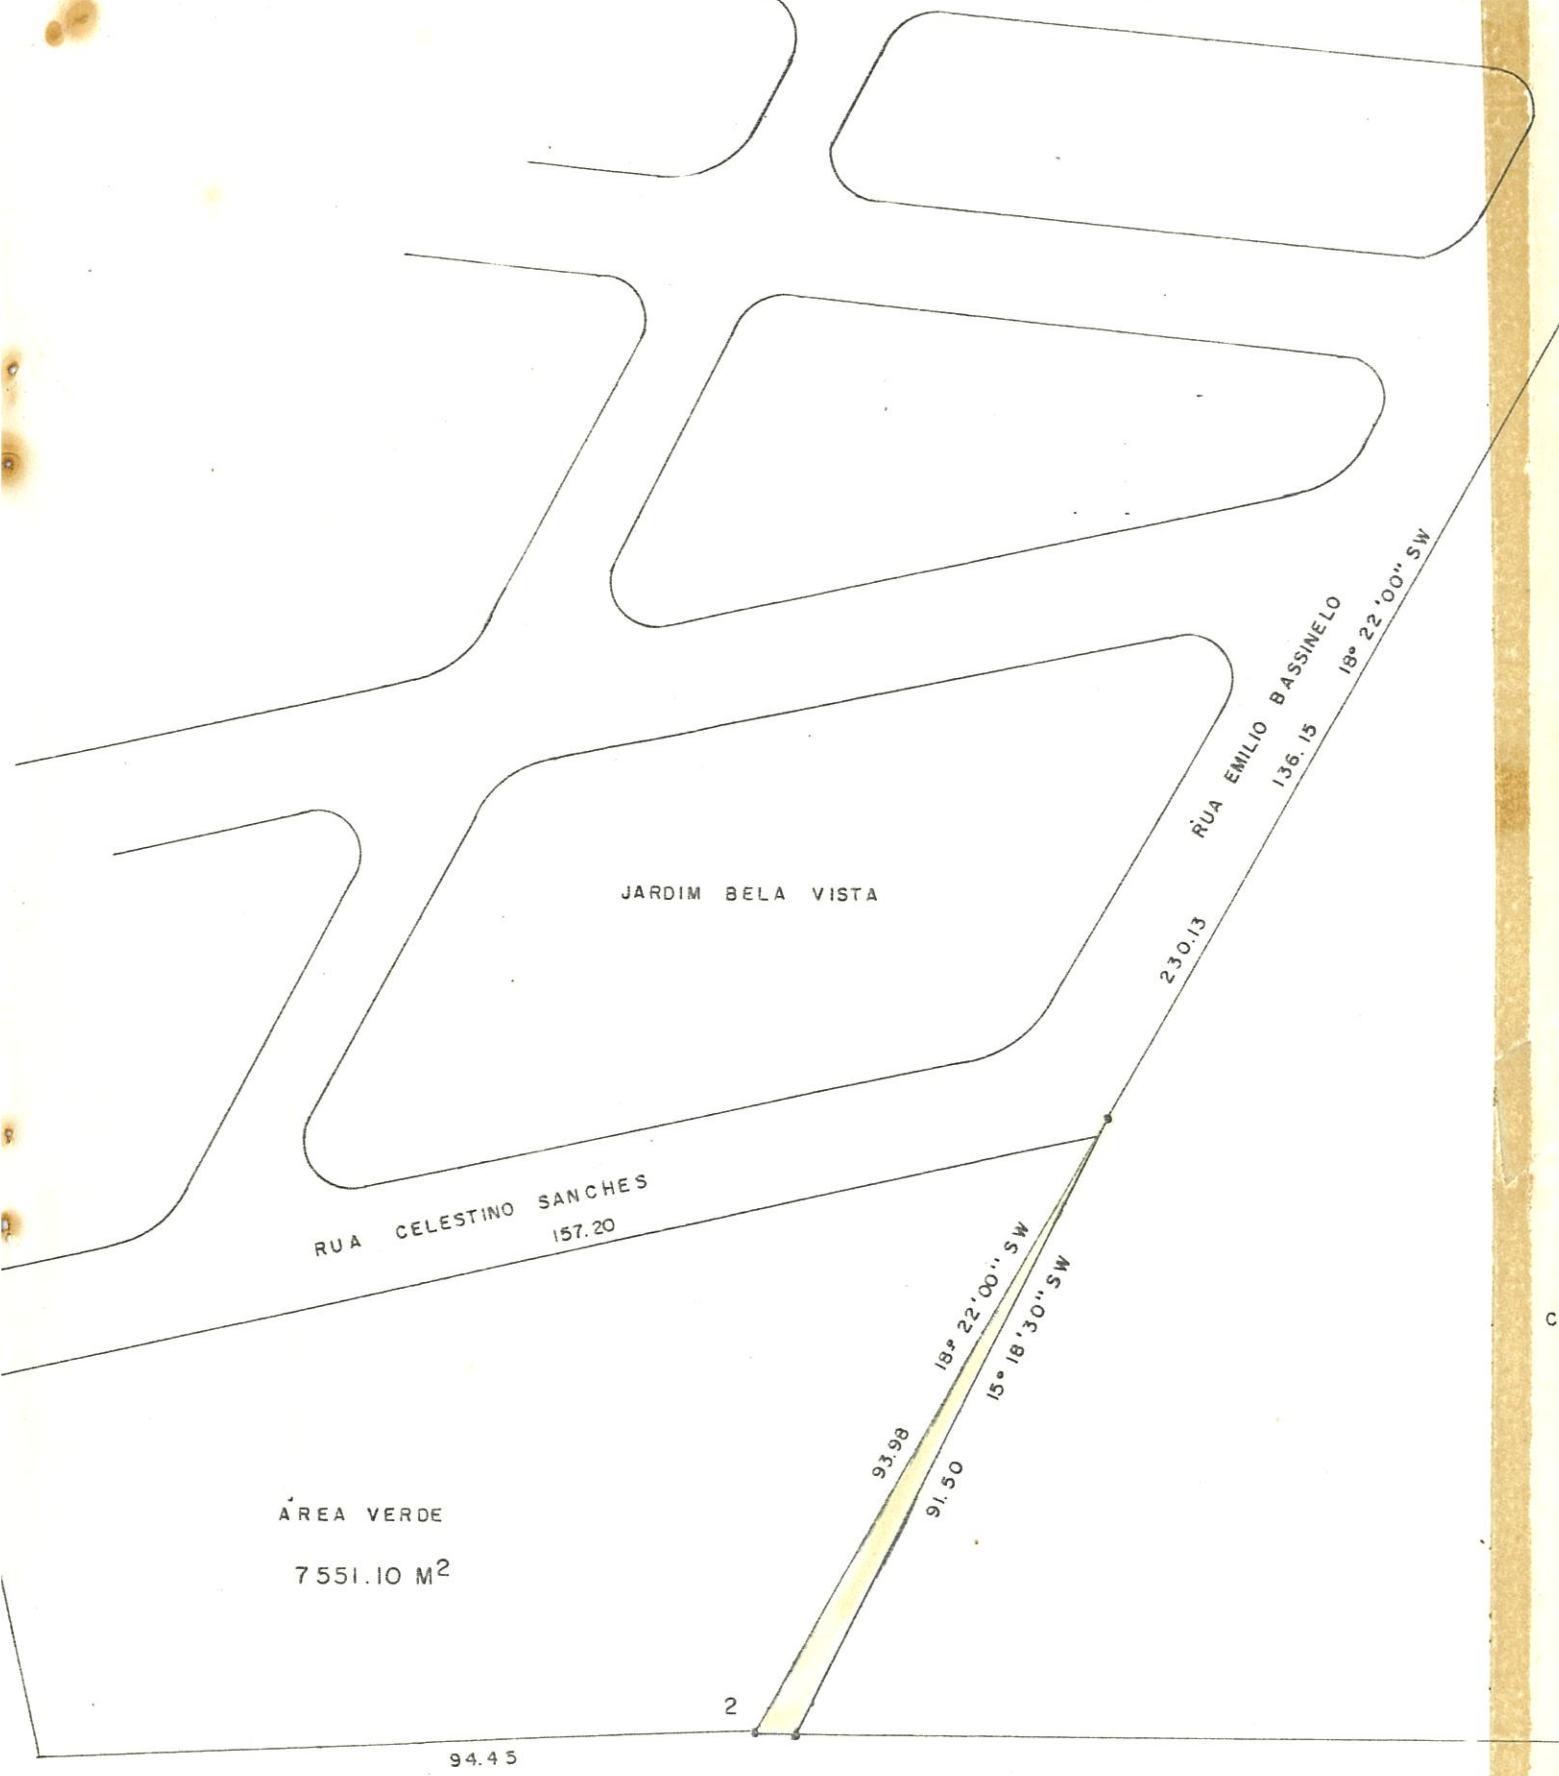 18° 22'00" SW
RUA EMILIO BASSINELO
136.15
230.13
JARDIM BELA VISTA
RUA CELESTINO SANCHES
157.20
18° 22'00" SW
15° 18'30" SW
93.98
91.50
ÁREA VERDE
7551.10 M²
2
94.45
C